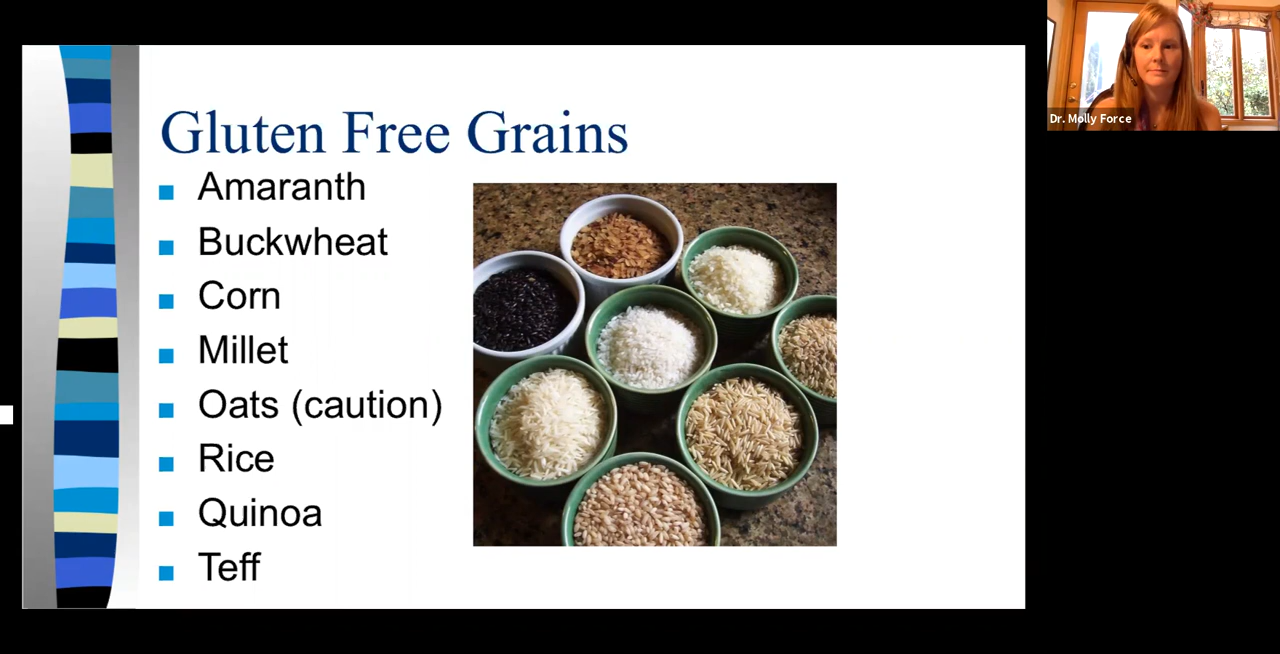 Gluten Free Grains
Amaranth
Buckwheat
Corn
Millet
Oats (caution)
Rice
Quinoa
Teff
Dr. Molly Force